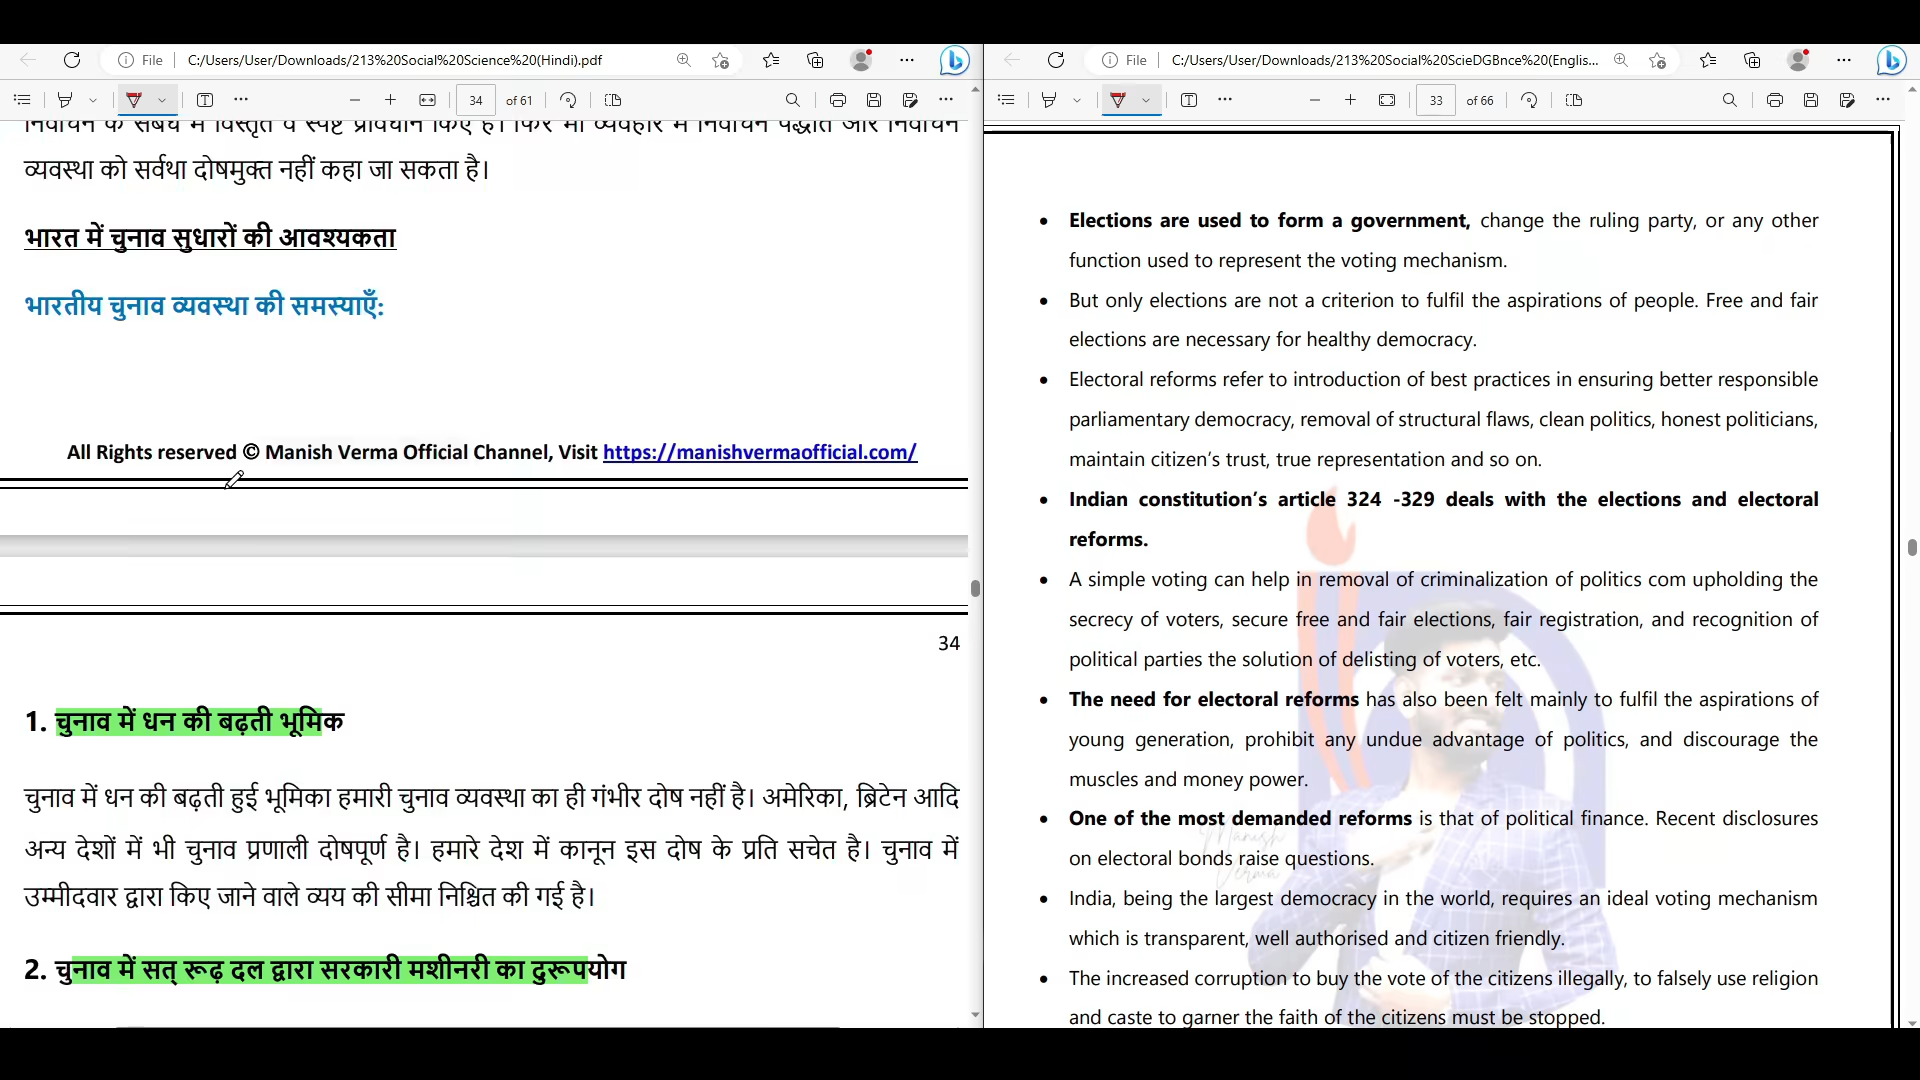 File C:/Users/User/Downloads/213%20Social%20Science%20(Hindi).pdf
34 of 61
व्यवस्था को सर्वथा दोषमुक्त नहीं कहा जा सकता है।
भारत में चुनाव सुधारों की आवश्यकता
भारतीय चुनाव व्यवस्था की समस्याएँ:
All Rights reserved © Manish Verma Official Channel, Visit https://manishvermaofficial.com/
34
1. चुनाव में धन की बढ़ती भूमिक
चुनाव में धन की बढ़ती हुई भूमिका हमारी चुनाव व्यवस्था का ही गंभीर दोष नहीं है। अमेरिका, ब्रिटेन आदि
अन्य देशों में भी चुनाव प्रणाली दोषपूर्ण है। हमारे देश में कानून इस दोष के प्रति सचेत है। चुनाव में
उम्मीदवार द्वारा किए जाने वाले व्यय की सीमा निश्चित की गई है।
2. चुनाव में सत् रूढ़ दल द्वारा सरकारी मशीनरी का दुरूपयोग
File C:/Users/User/Downloads/213%20Social%20ScieDGBnce%20(Englis...
33 of 66
• Elections are used to form a government, change the ruling party, or any other
function used to represent the voting mechanism.
• But only elections are not a criterion to fulfil the aspirations of people. Free and fair
elections are necessary for healthy democracy.
• Electoral reforms refer to introduction of best practices in ensuring better responsible
parliamentary democracy, removal of structural flaws, clean politics, honest politicians,
maintain citizen's trust, true representation and so on.
• Indian constitution's article 324 -329 deals with the elections and electoral
reforms.
• A simple voting can help in removal of criminalization of politics com upholding the
secrecy of voters, secure free and fair elections, fair registration, and recognition of
political parties the solution of delisting of voters, etc.
• The need for electoral reforms has also been felt mainly to fulfil the aspirations of
young generation, prohibit any undue advantage of politics, and discourage the
muscles and money power.
• One of the most demanded reforms is that of political finance. Recent disclosures
on electoral bonds raise questions.
Manish
Verma
• India, being the largest democracy in the world, requires an ideal voting mechanism
which is transparent, well authorised and citizen friendly.
• The increased corruption to buy the vote of the citizens illegally, to falsely use religion
and caste to garner the faith of the citizens must be stopped.